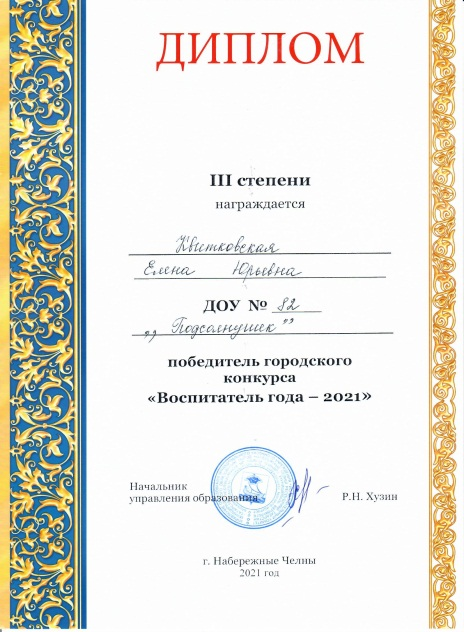 ДИПЛОМ
III степени
награждается
Квитковская
Елена Юрьевна
ДОУ № 82
„Подсолнушек"
победитель городского
конкурса
«Воспитатель года – 2021»
Начальник
управления образования Р.Н. Хузин
г. Набережные Челны
2021 год